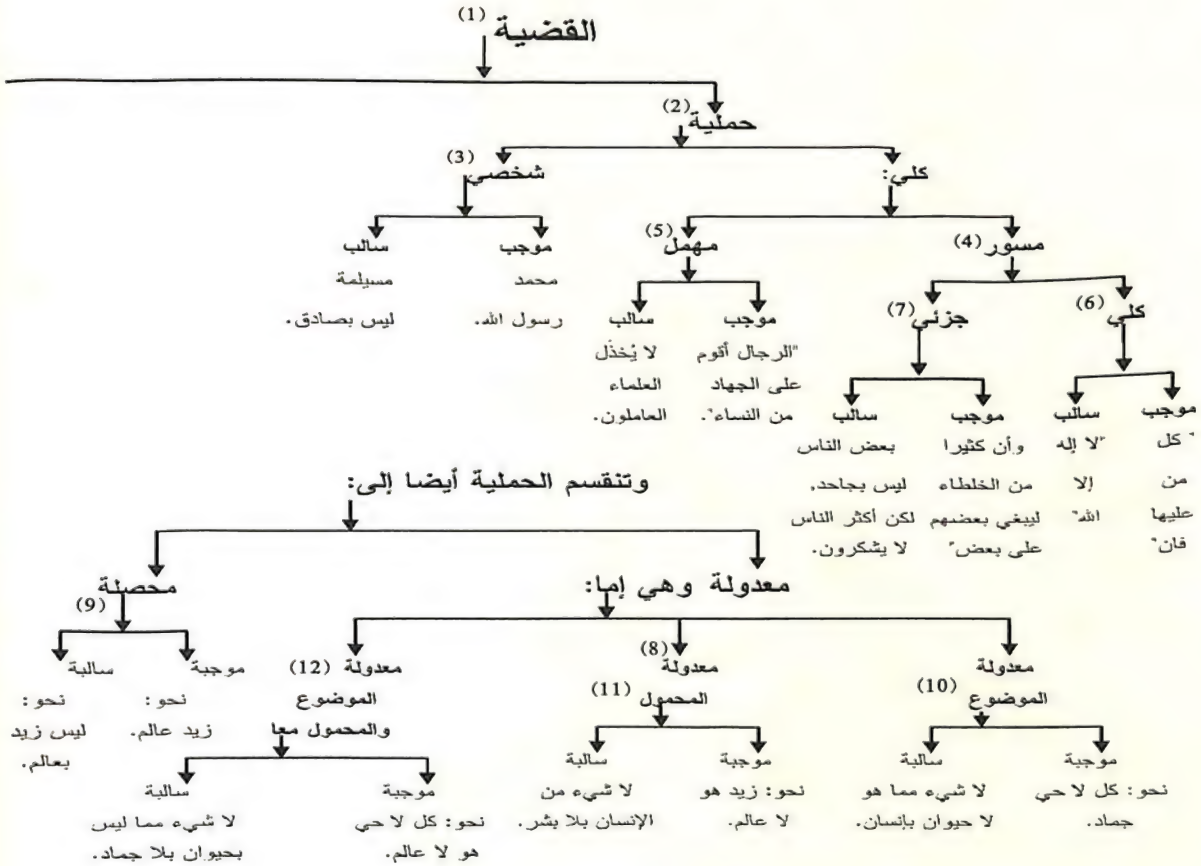 القضية (1)
حملية (2)
كلي:
شخصي (3)
موجب
سالب
محمد
مسيلمة
رسول الله.
ليس بصادق.
مسور (4)
مهمل (5)
موجب
سالب
"الرجال أقوم
على الجهاد
من النساء".
لا يُخذَل
العلماء
العاملون.
كلي (6)
جزئي (7)
موجب
"كل
من
عليها
فان"
سالب
"لا إله
إلا
الله"
موجب
وأن كثيرا
من الخلطاء
ليبغي بعضهم
على بعض"
سالب
بعض الناس
ليس بجاحد.
لكن أكثر الناس
لا يشكرون.
وتنقسم الحملية أيضا إلى:
معدولة وهي إما:
محصلة
(9)
موجبة
نحو:
زيد عالم.
سالبة
نحو:
ليس زيد
بعالم.
معدولة
الموضوع (10)
موجبة
نحو: كل لا حي
جماد.
سالبة
لا شيء مما هو
لا حيوان بإنسان.
(8)
معدولة
المحمول (11)
موجبة
نحو: زيد هو
لا عالم.
سالبة
لا شيء من
الإنسان بلا بشر.
معدولة (12)
الموضوع
والمحمول معا
موجبة
نحو: كل لا حي
هو لا عالم.
سالبة
لا شيء مما ليس
بحيوان بلا جماد.